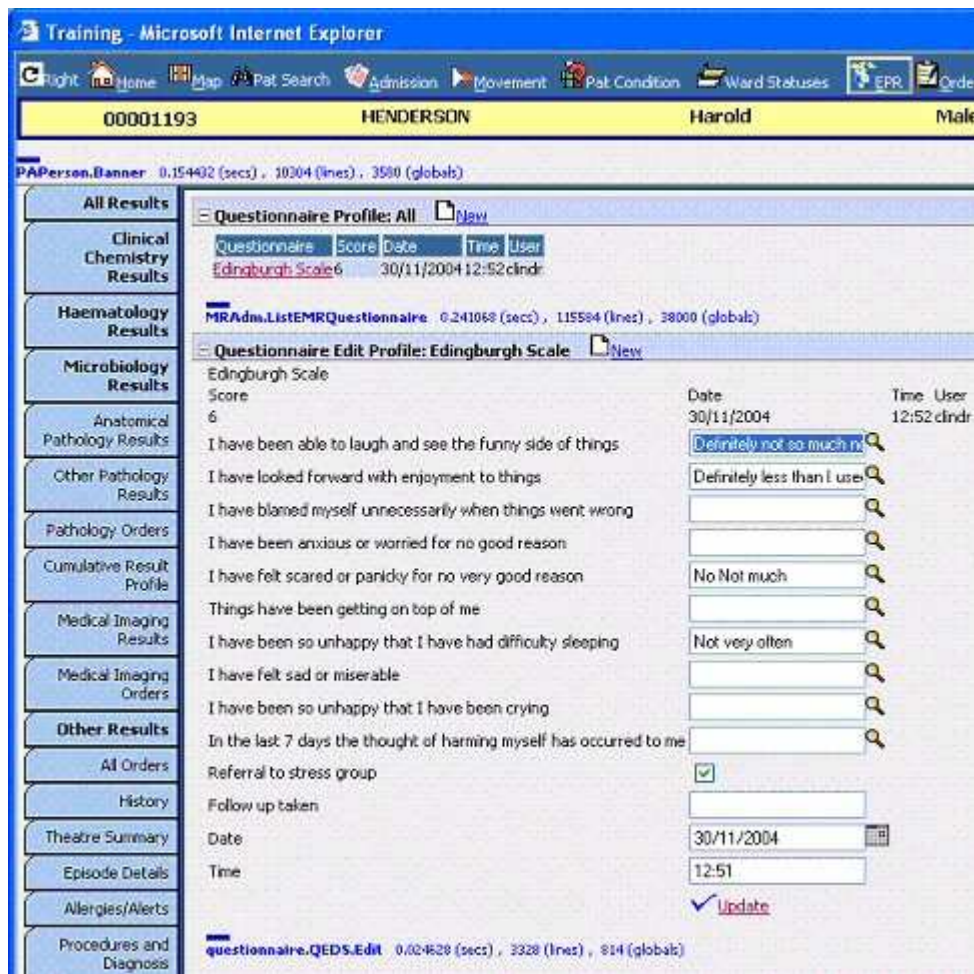 Training - Microsoft Internet Explorer
Right Home Map Pat Search Admission Movement Pat Condition Ward Statuses EPR Orde
00001193 HENDERSON Harold Male
PAPerson.Banner 0.154432 (secs) , 10304 (lines) , 3580 (globals)
All Results
Clinical
Chemistry
Results
Haematology
Results
Microbiology
Results
Anatomical
Pathology Results
Other Pathology
Results
Pathology Orders
Cumulative Result
Profile
Medical Imaging
Results
Medical Imaging
Orders
Other Results
All Orders
History
Theatre Summary
Episode Details
Allergies/Alerts
Procedures and
Diagnosis
Questionnaire Profile: All New
Questionnaire Score Date Time User
Edingburgh Scale 6 30/11/2004 12:52 clindr
MRAdm.ListEMRQuestionnaire 0.241068 (secs) , 115584 (lines) , 38000 (globals)
Questionnaire Edit Profile: Edingburgh Scale New
Edingburgh Scale
Score Date Time User
6 30/11/2004 12:52 clindr
I have been able to laugh and see the funny side of things Definitely not so much no
I have looked forward with enjoyment to things Definitely less than I use
I have blamed myself unnecessarily when things went wrong
I have been anxious or worried for no good reason
I have felt scared or panicky for no very good reason No Not much
Things have been getting on top of me
I have been so unhappy that I have had difficulty sleeping Not very often
I have felt sad or miserable
I have been so unhappy that I have been crying
In the last 7 days the thought of harming myself has occurred to me
Referral to stress group
Follow up taken
Date 30/11/2004
Time 12:51
Update
questionnaire.QEDS.Edit 0.024628 (secs) , 3328 (lines) , 814 (globals)